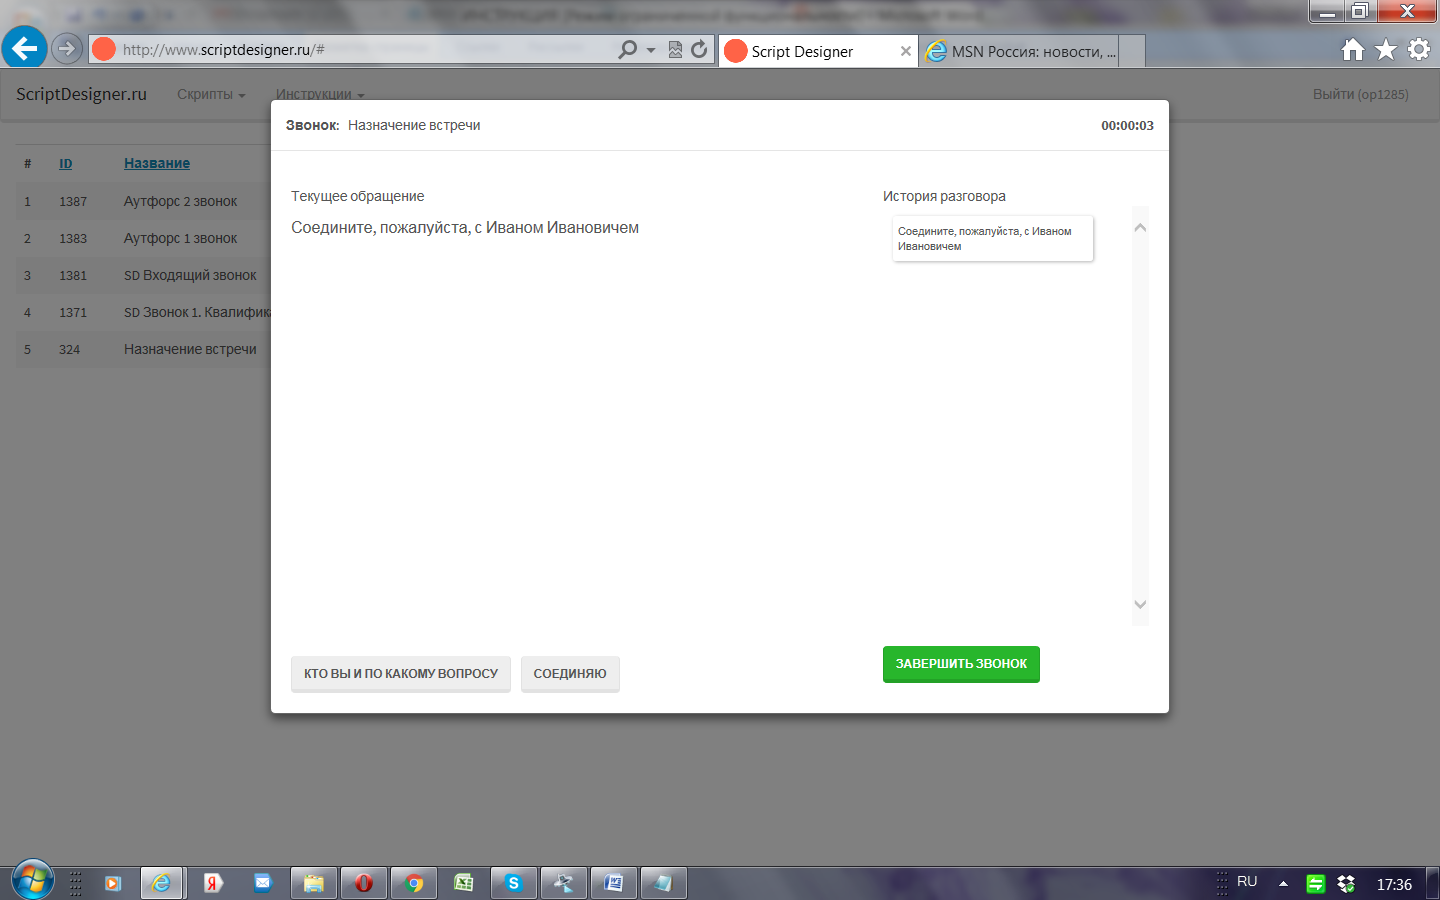 http://www.scriptdesigner.ru/#
Script Designer
MSN Россия: новости, ...
ScriptDesigner.ru
Скрипты
Инструкции
Выйти (op1285)
Звонок: Назначение встречи
00:00:03
# ID Название
1 1387 Аутфорс 2 звонок
2 1383 Аутфорс 1 звонок
3 1381 SD Входящий звонок
4 1371 SD Звонок 1. Квалифика
5 324 Назначение встречи
Текущее обращение
Соедините, пожалуйста, с Иваном Ивановичем
История разговора
Соедините, пожалуйста, с Иваном
Ивановичем
КТО ВЫ И ПО КАКОМУ ВОПРОСУ
СОЕДИНЯЮ
ЗАВЕРШИТЬ ЗВОНОК
RU
17:36